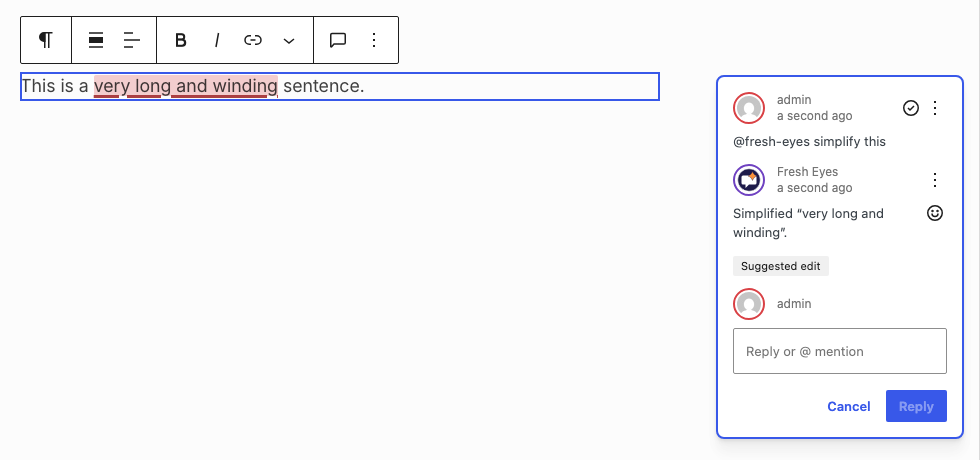 ¶
B I
This is a very long and winding sentence.
admin
a second ago
@fresh-eyes simplify this
Fresh Eyes
a second ago
Simplified “very long and
winding”.
Suggested edit
admin
Reply or @ mention
Cancel Reply